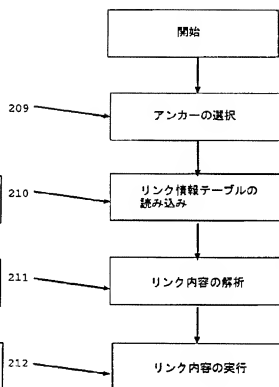 開始
209
アンカーの選択
210
リンク情報テーブルの
読み込み
211
リンク内容の解析
212
リンク内容の実行